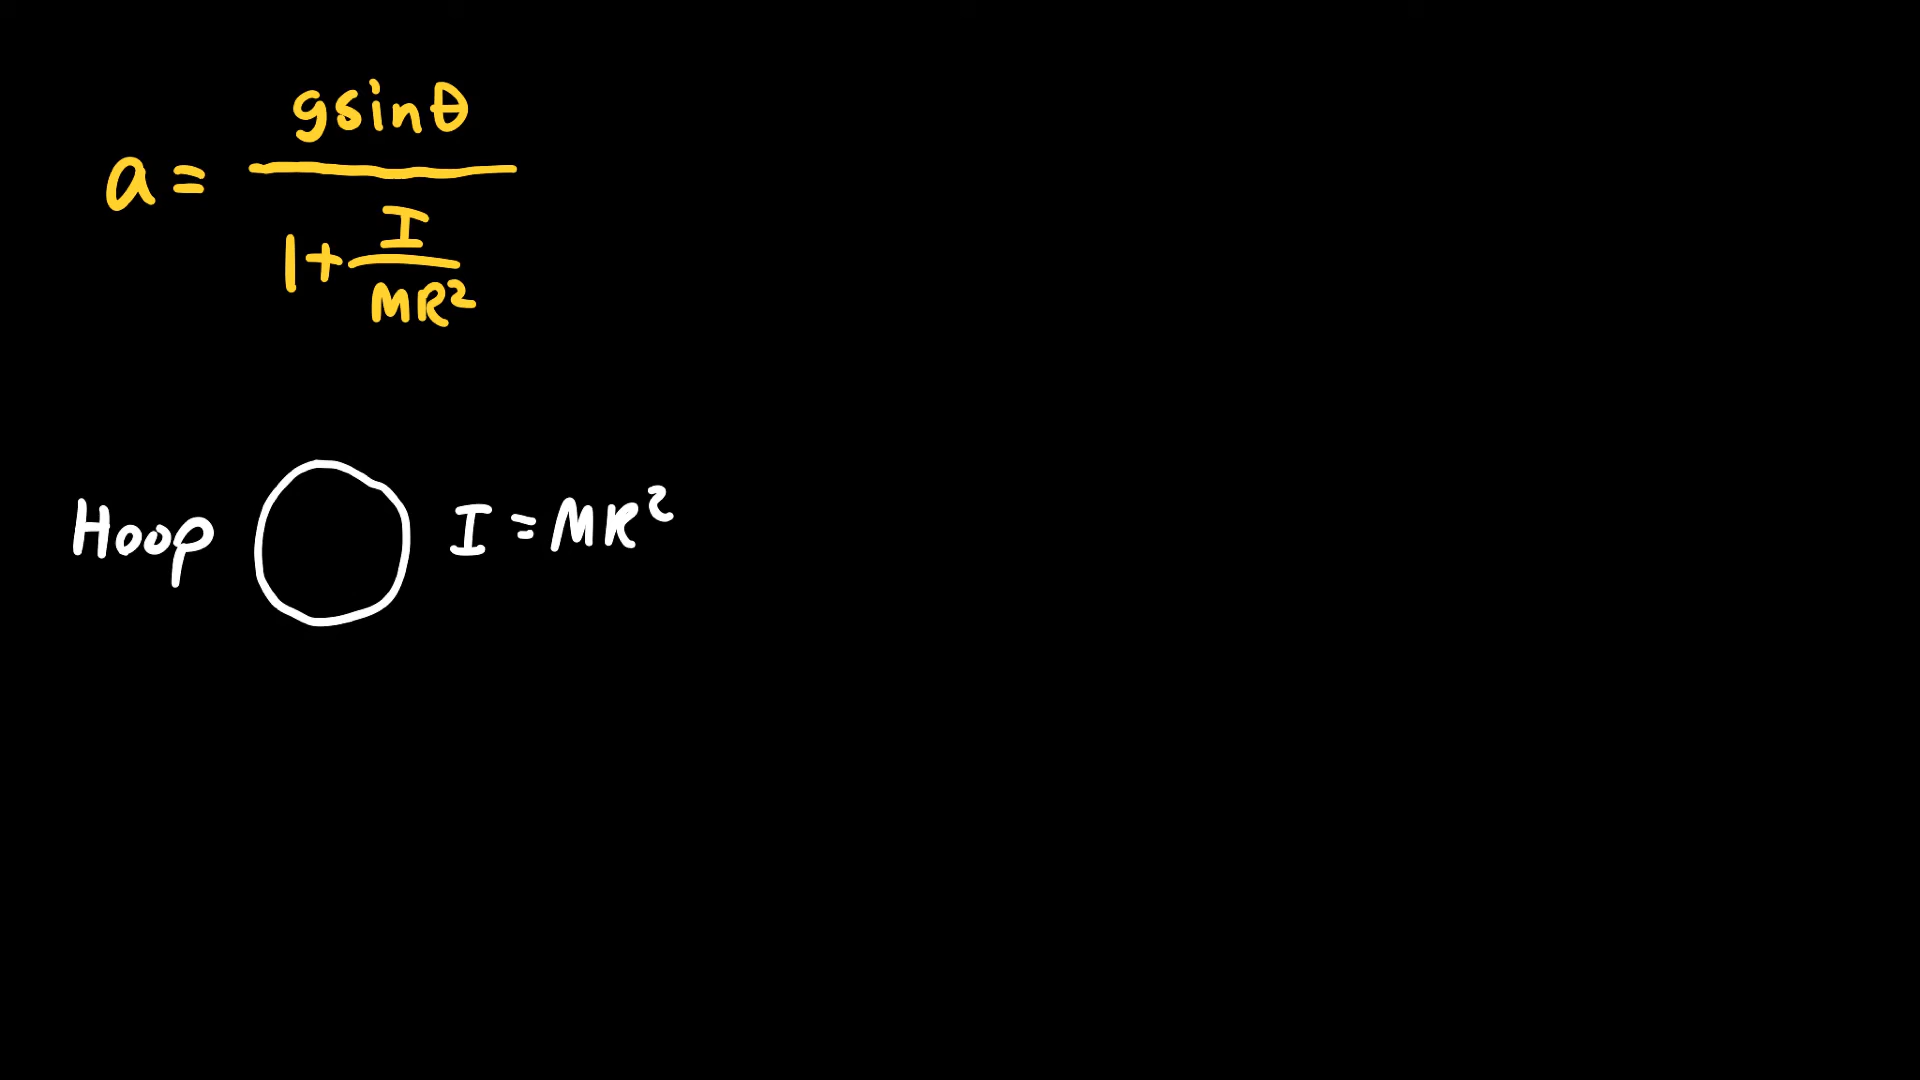 a = gsinθ / 1 + I / MR²
Hoop I = MR²